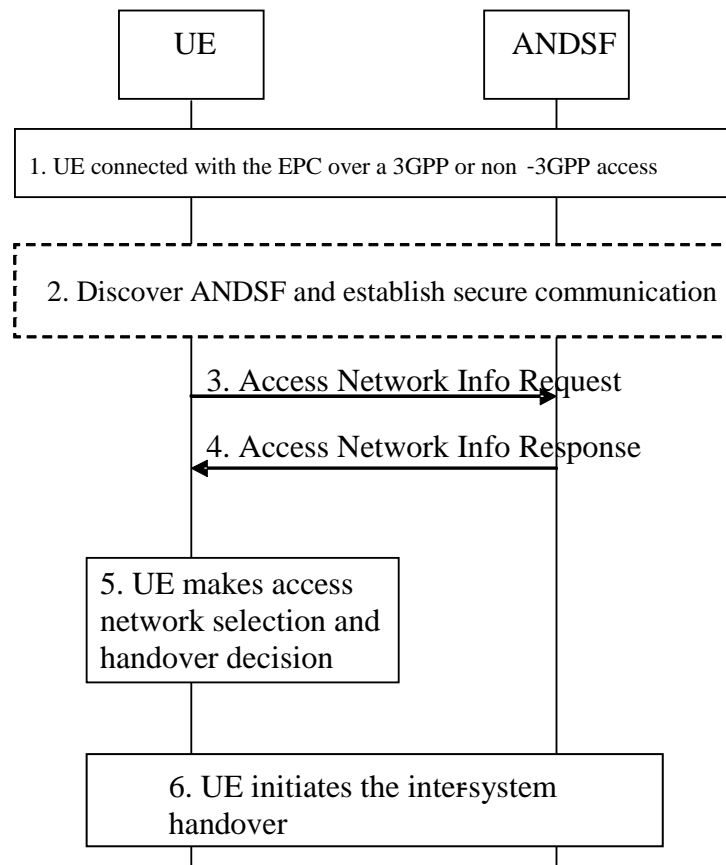 UE
ANDSF
1. UE connected with the EPC over a 3GPP or non -3GPP access
2. Discover ANDSF and establish secure communication
3. Access Network Info Request
4. Access Network Info Response
5. UE makes access
network selection and
handover decision
6. UE initiates the inter-system
handover